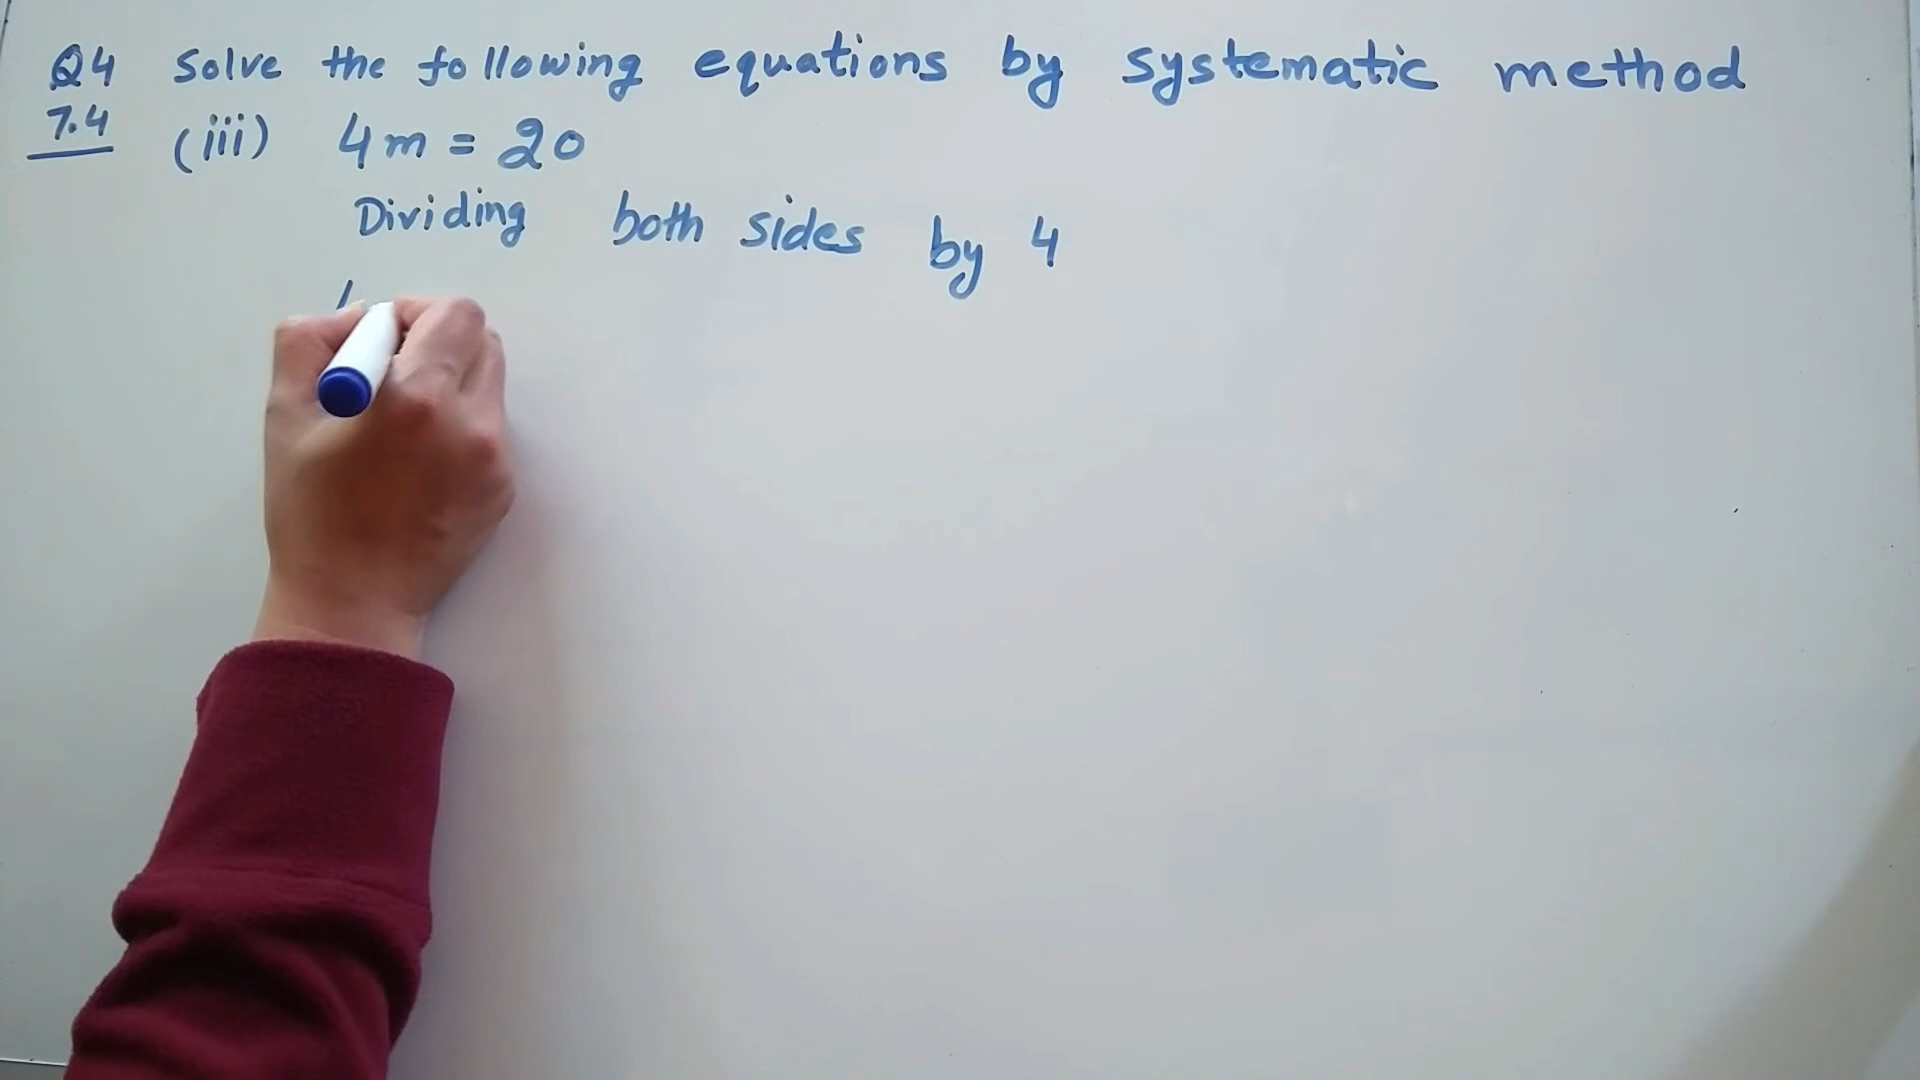 Q4 Solve the following equations by systematic method
7.4 (iii) 4m = 20
Dividing both sides by 4